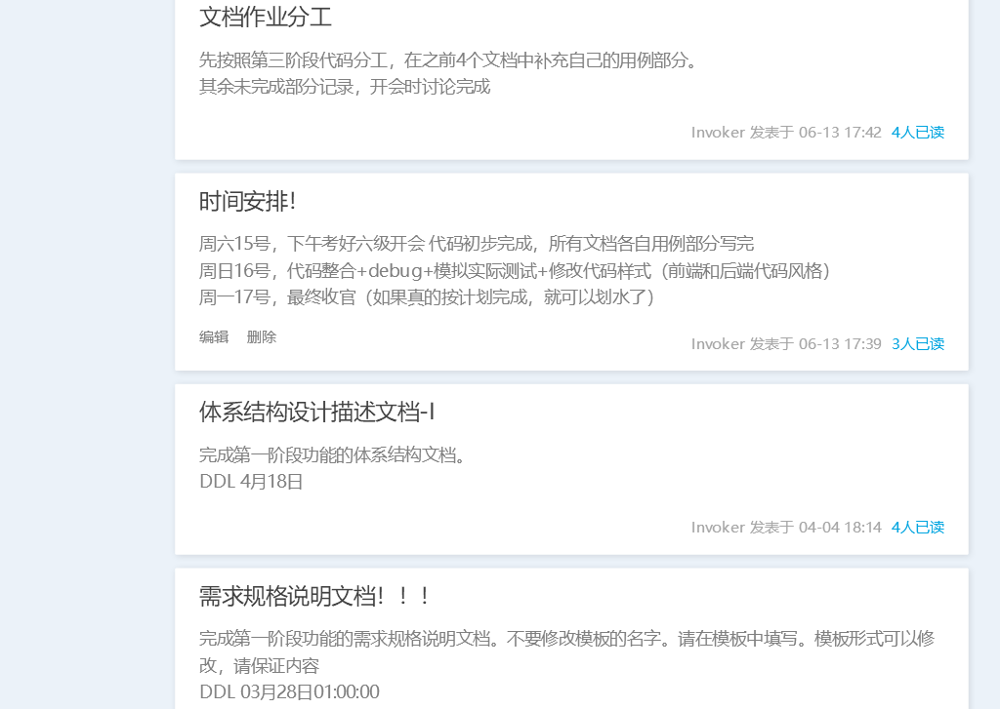 文档作业分工
先按照第三阶段代码分工，在之前4个文档中补充自己的用例部分。
其余未完成部分记录，开会时讨论完成
Invoker 发表于 06-13 17:42 4人已读
时间安排！
周六15号，下午考好六级开会 代码初步完成，所有文档各自用例部分写完
周日16号，代码整合+debug+模拟实际测试+修改代码样式（前端和后端代码风格）
周一17号，最终收官（如果真的按计划完成，就可以划水了）
编辑 删除
Invoker 发表于 06-13 17:39 3人已读
体系结构设计描述文档-I
完成第一阶段功能的体系结构文档。
DDL 4月18日
Invoker 发表于 04-04 18:14 4人已读
需求规格说明文档！！！
完成第一阶段功能的需求规格说明文档。不要修改模板的名字。请在模板中填写。模板形式可以修
改，请保证内容
DDL 03月28日01:00:00